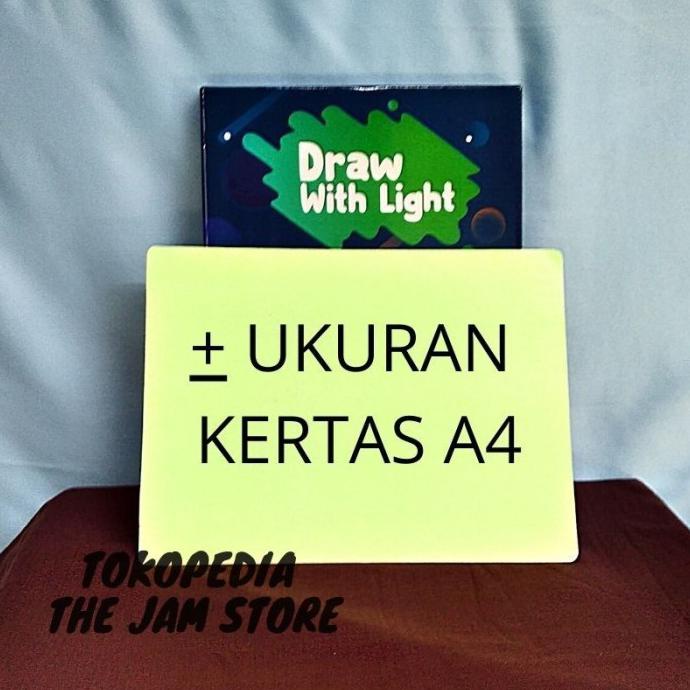 Draw
With Light
± UKURAN
KERTAS A4
TOKOPEDIA
THE JAM STORE